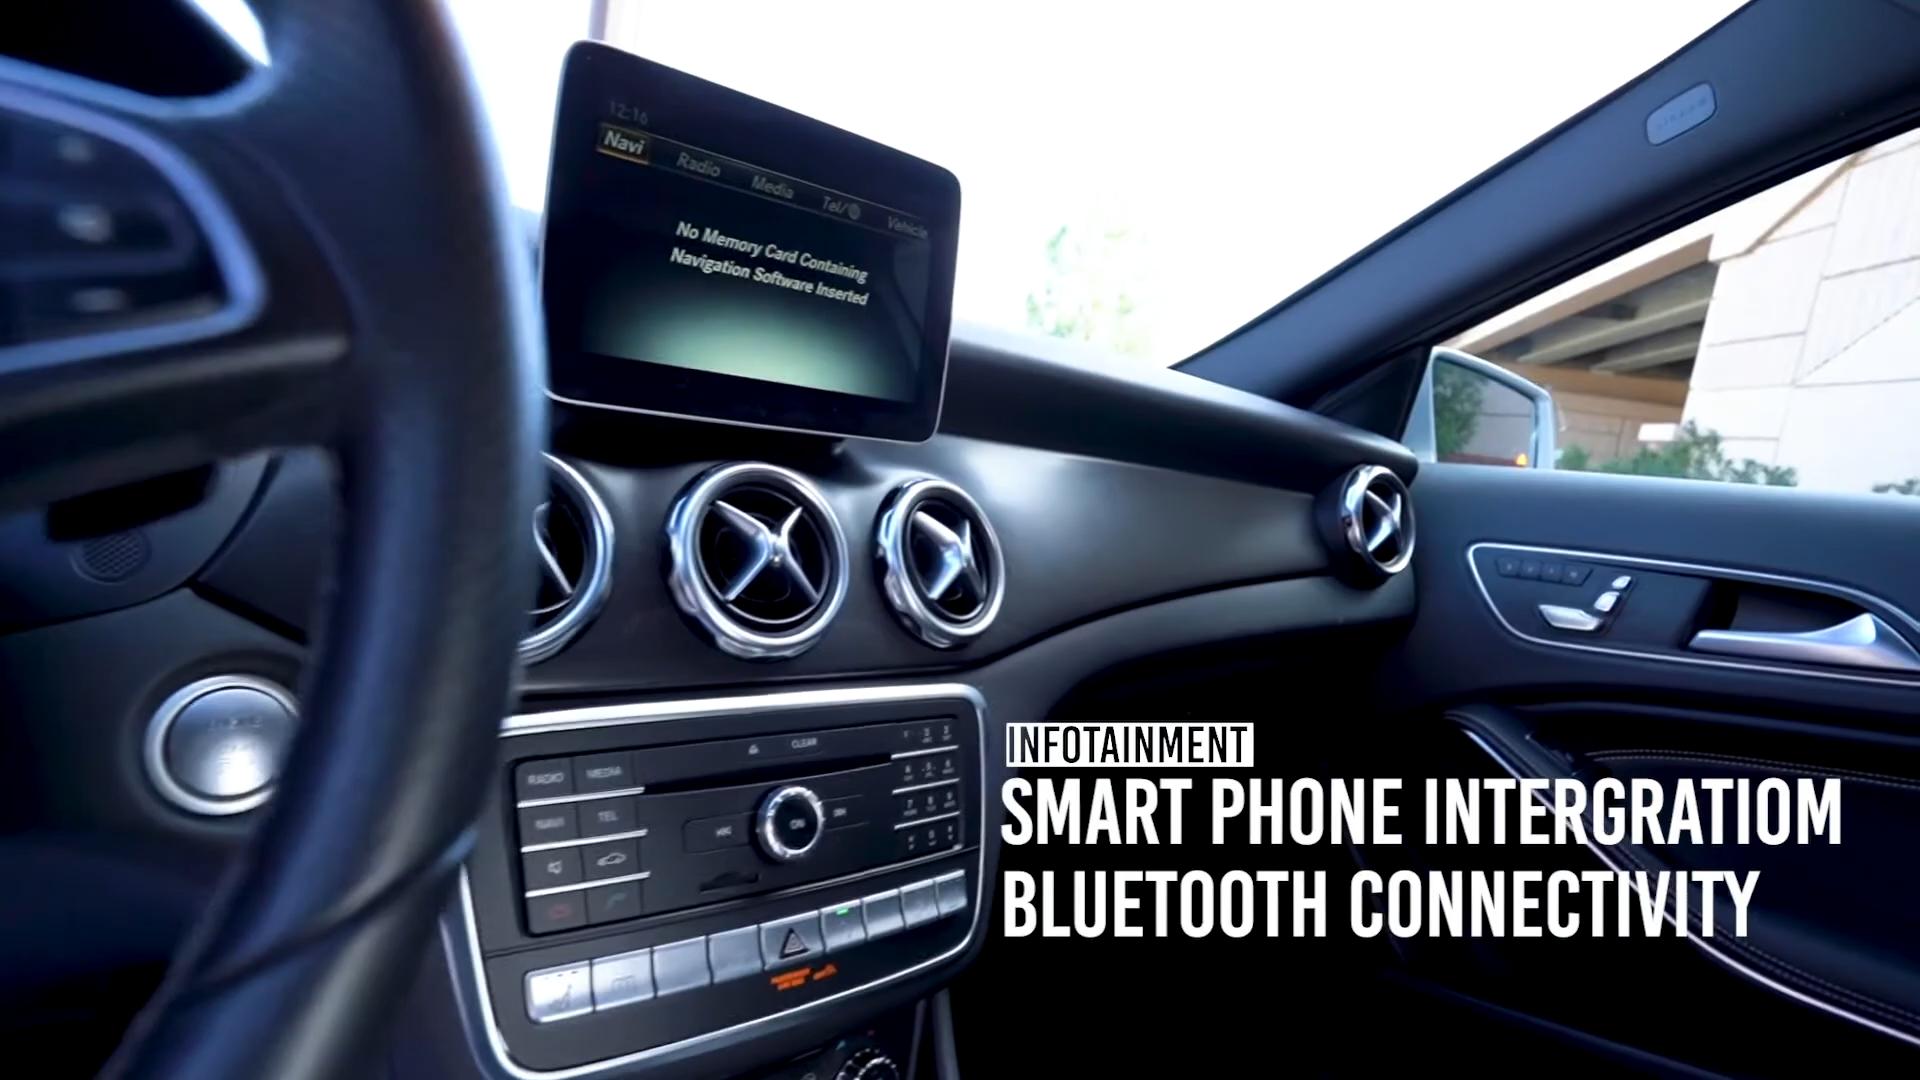 12:16
Navi Radio Media Tel/ Vehicle
No Memory Card Containing
Navigation Software Inserted
CLEAR
RADIO MEDIA
NAVI TEL
ON
INFOTAINMENT
SMART PHONE INTERGRATIOM
BLUETOOTH CONNECTIVITY